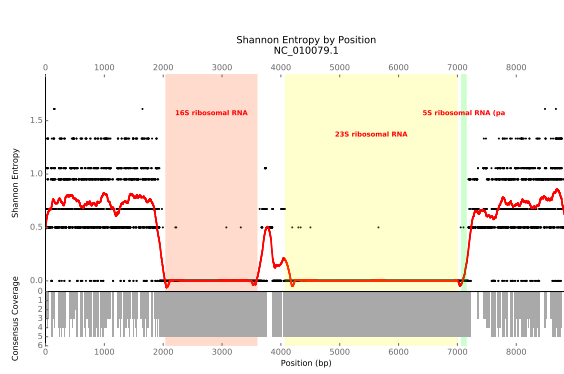 Shannon Entropy by Position
NC_010079.1
0 1000 2000 3000 4000 5000 6000 7000 8000
16S ribosomal RNA
5S ribosomal RNA (pa
23S ribosomal RNA
Shannon Entropy
1.5
1.0
0.5
0.0
Consensus Coverage
0
1
2
3
4
5
6
0 1000 2000 3000 4000 5000 6000 7000 8000
Position (bp)